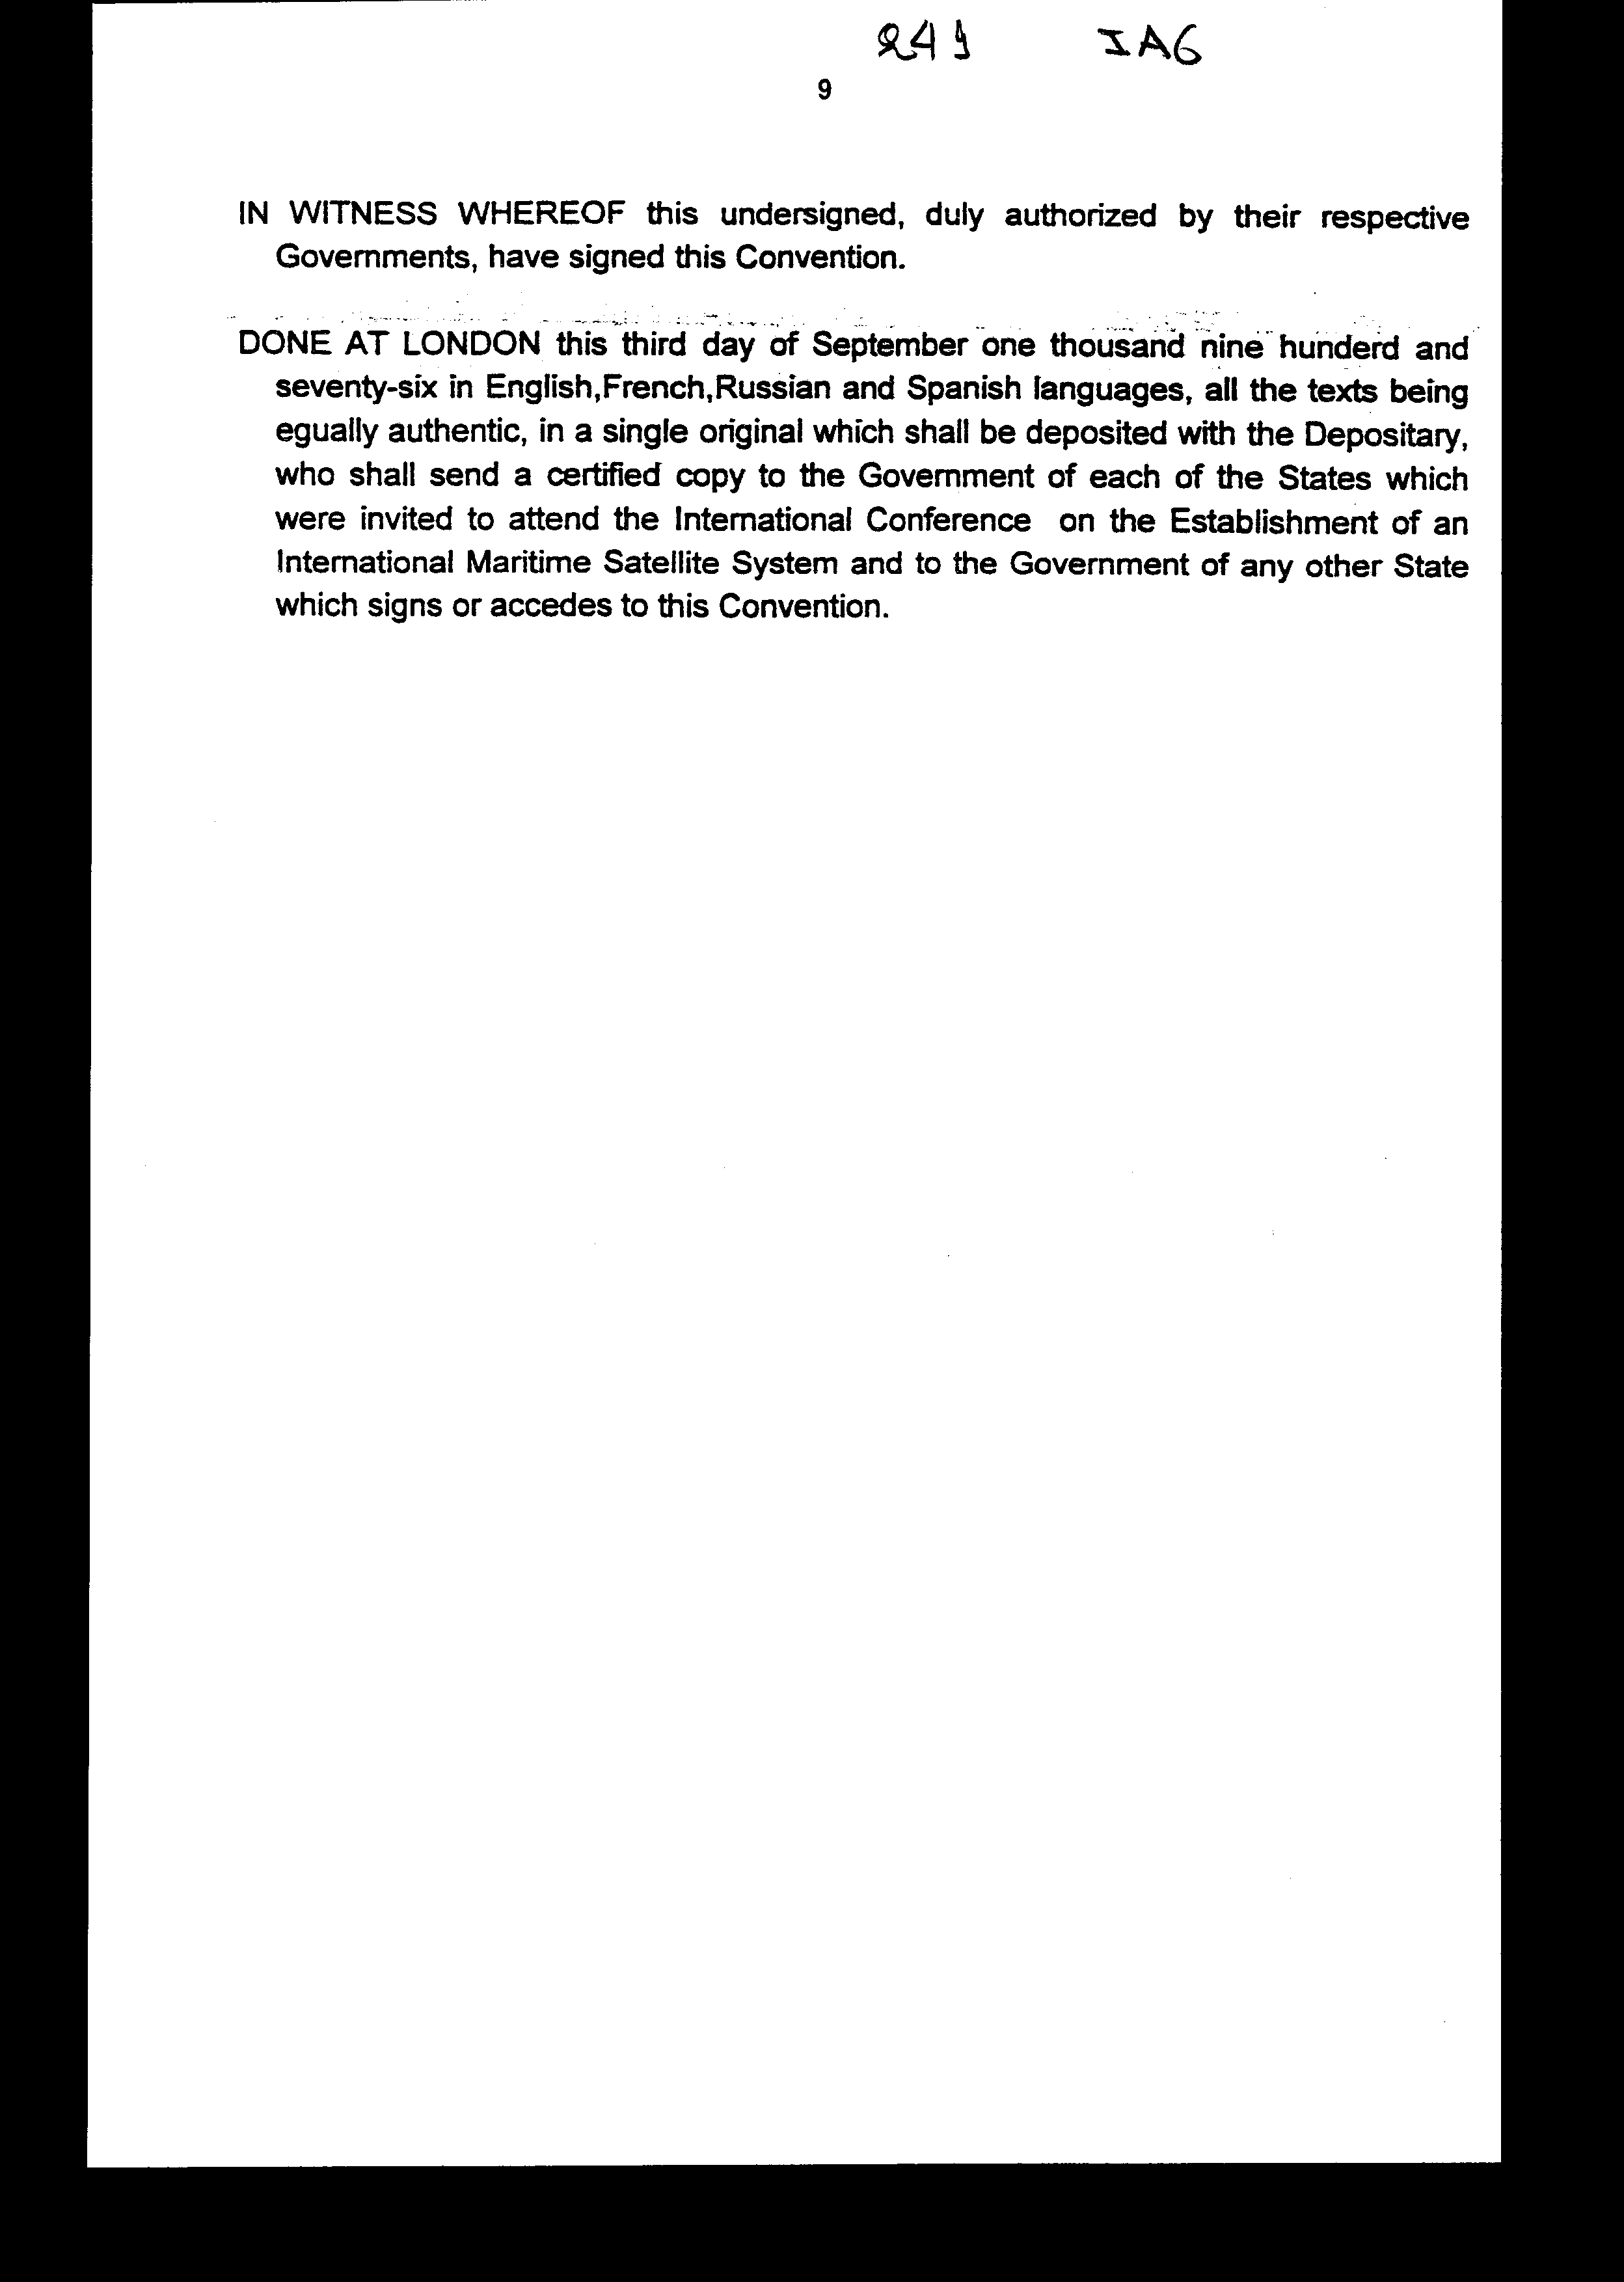 IA6
9
IN WITNESS WHEREOF this undersigned, duly authorized by their respective
Governments, have signed this Convention.
DONE AT LONDON this third day of September one thousand nine hunderd and
seventy-six in English,French,Russian and Spanish languages, all the texts being
egually authentic, in a single original which shall be deposited with the Depositary,
who shall send a certified copy to the Government of each of the States which
were invited to attend the International Conference on the Establishment of an
International Maritime Satellite System and to the Government of any other State
which signs or accedes to this Convention.